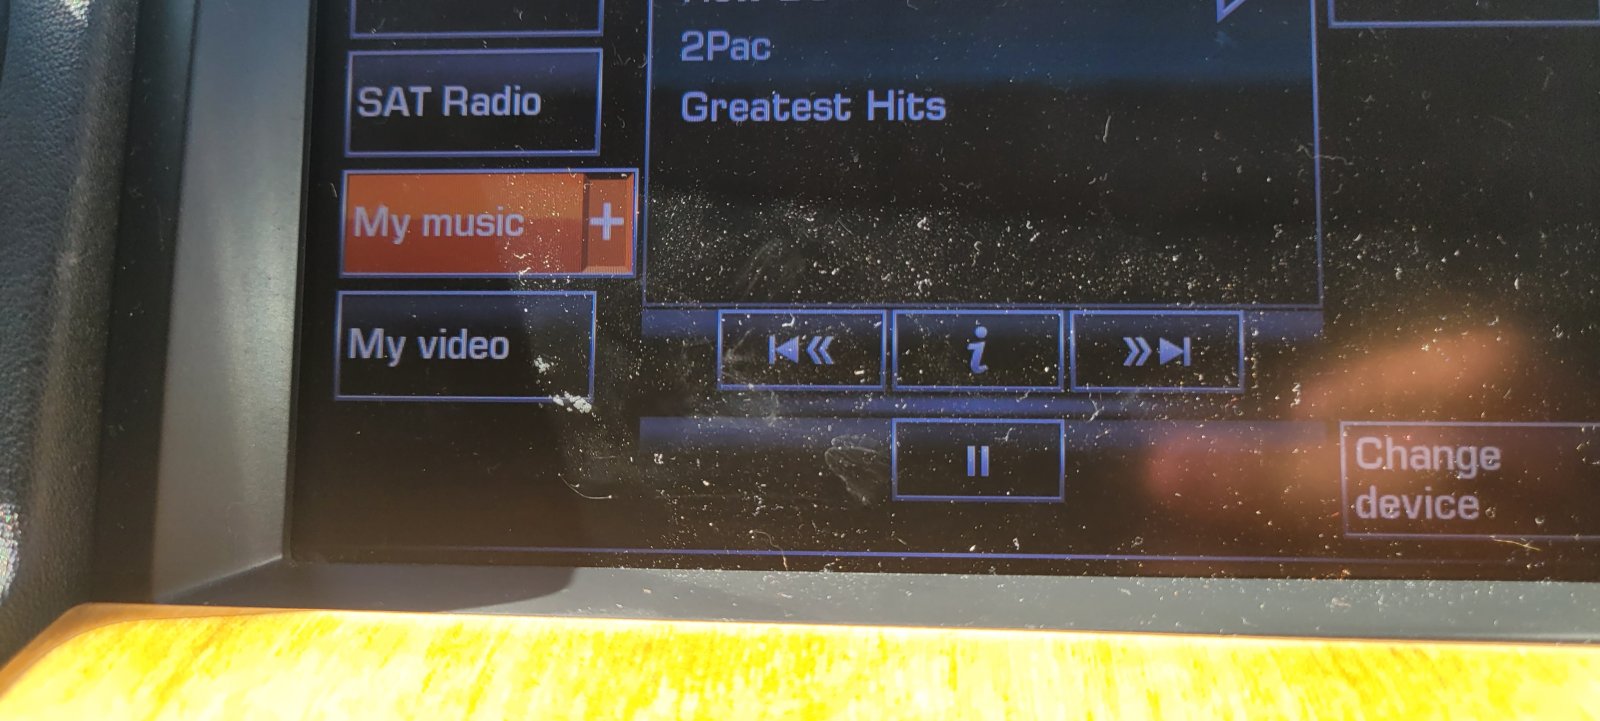 2Pac
SAT Radio
Greatest Hits
My music +
My video
i
Change
device